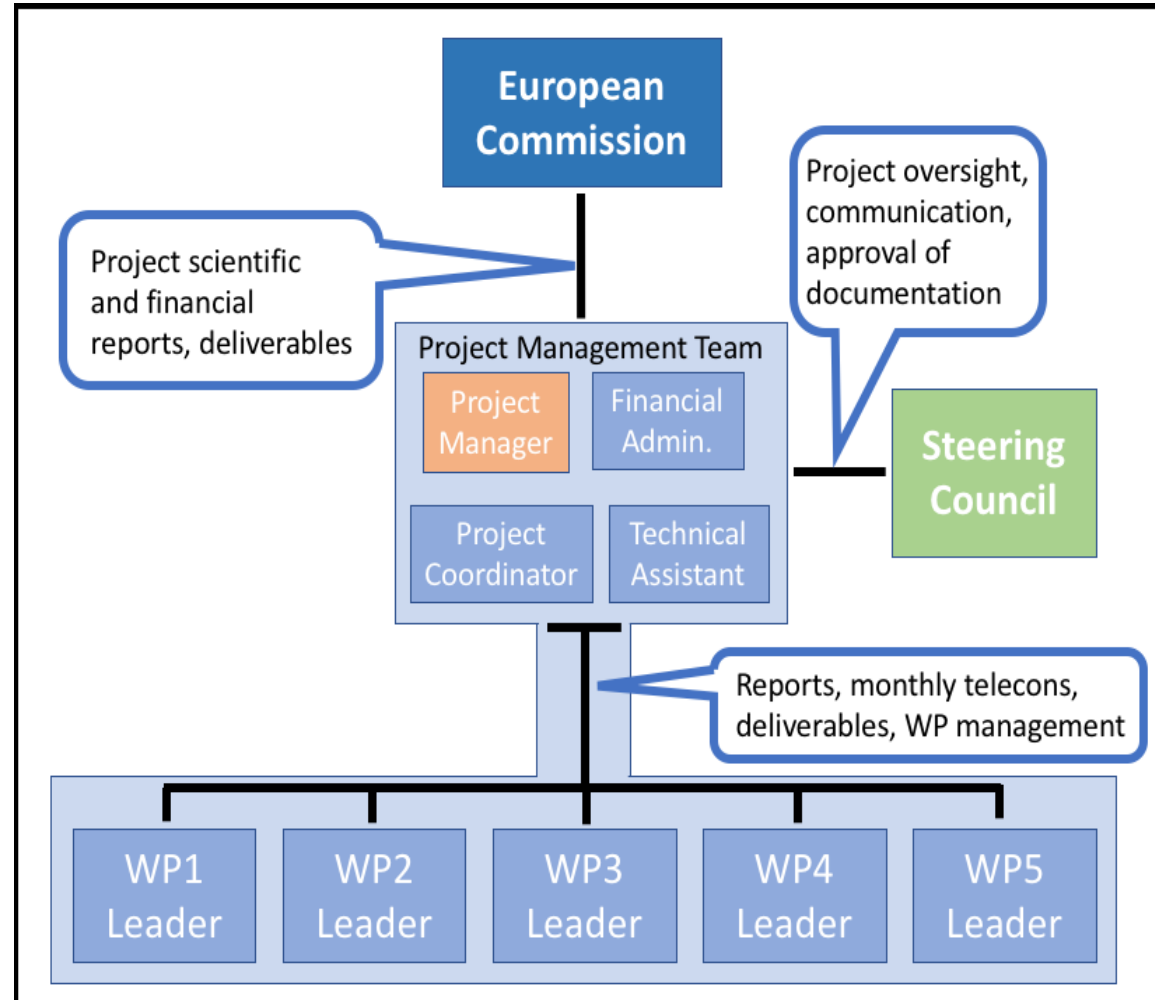 European
Commission
Project oversight,
communication,
approval of
documentation
Project scientific
and financial
reports, deliverables
Project Management Team
Project
Manager
Financial
Admin.
Steering
Council
Project
Coordinator
Technical
Assistant
Reports, monthly telecons,
deliverables, WP management
WP1
Leader
WP2
Leader
WP3
Leader
WP4
Leader
WP5
Leader